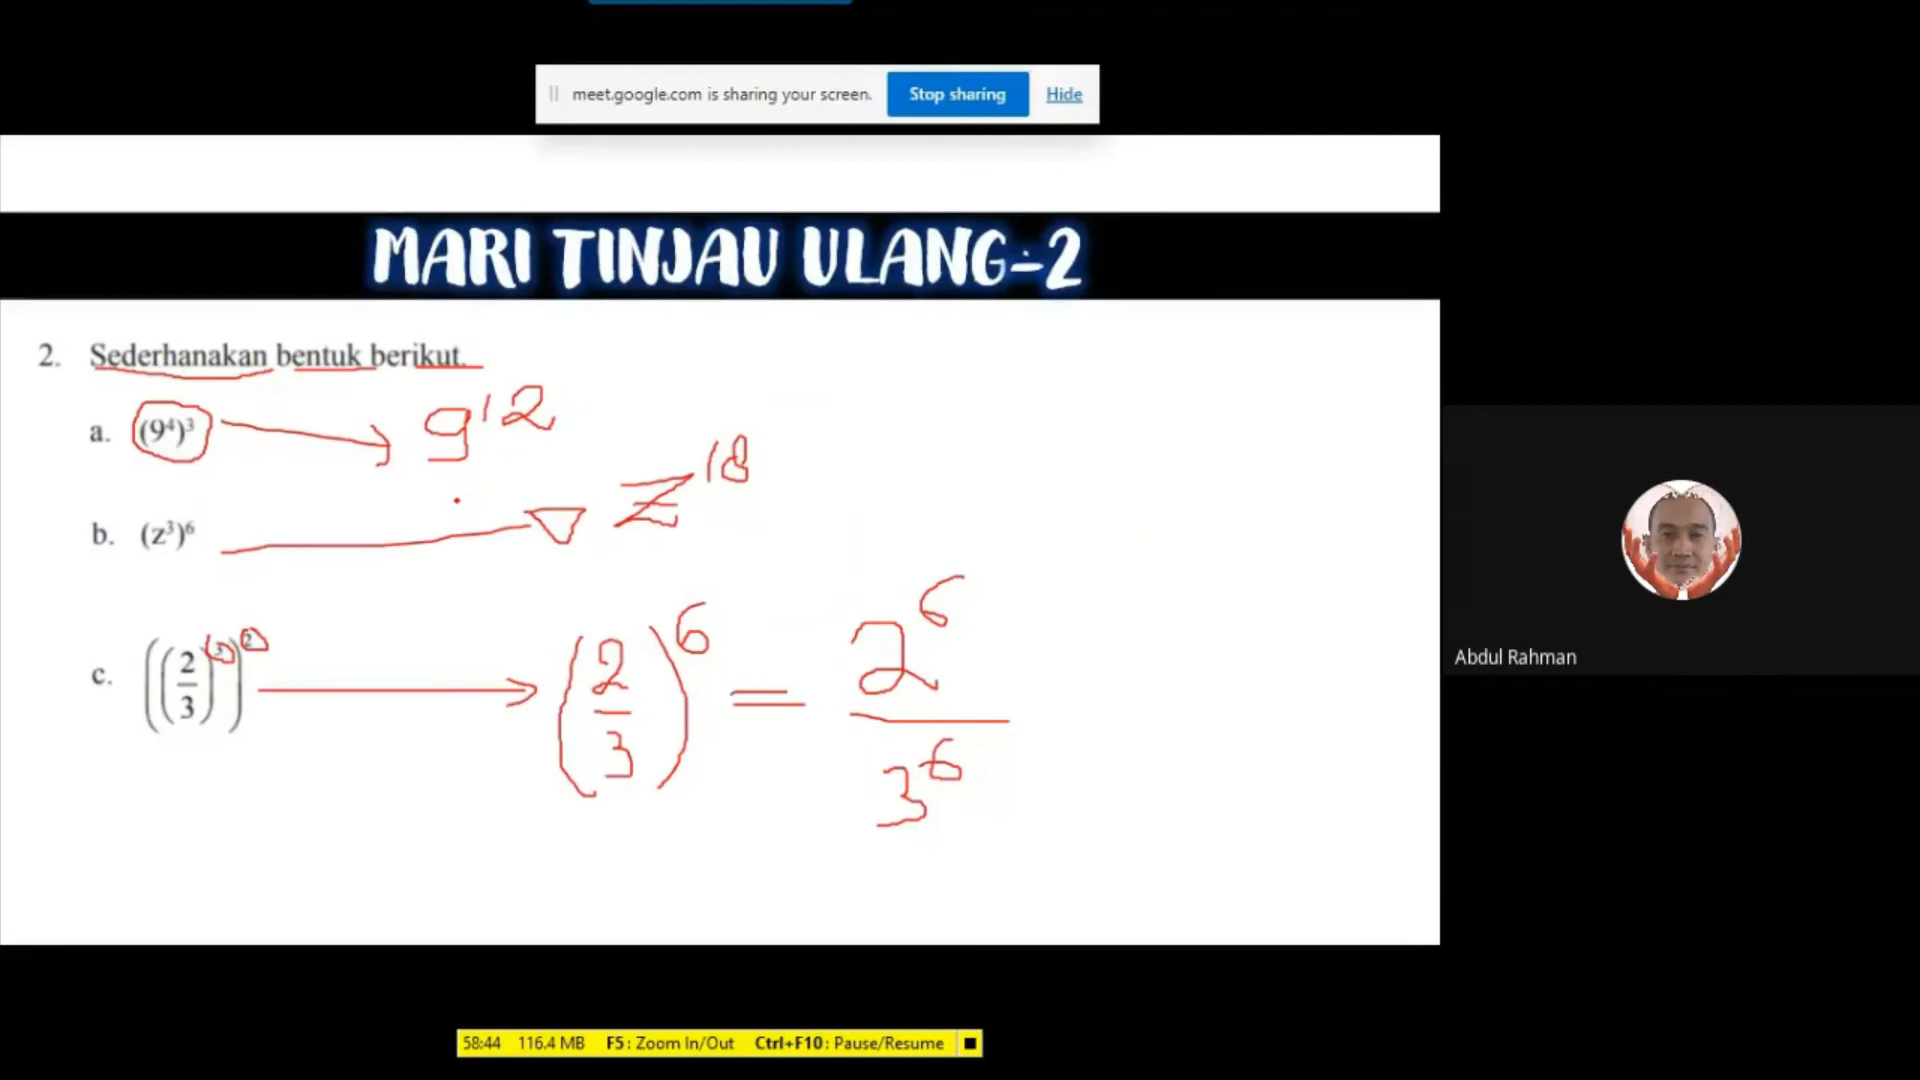 meet.google.com is sharing your screen. Stop sharing Hide
MARI TINJAU ULANG-2
2. Sederhanakan bentuk berikut.
a. (9⁴)³ → 9¹²
b. (z³)⁶ → z¹⁸
c. ((2/3)³)² → (2/3)⁶ = 2⁶/3⁶
Abdul Rahman
58:44 116.4 MB F5: Zoom In/Out Ctrl+F10: Pause/Resume